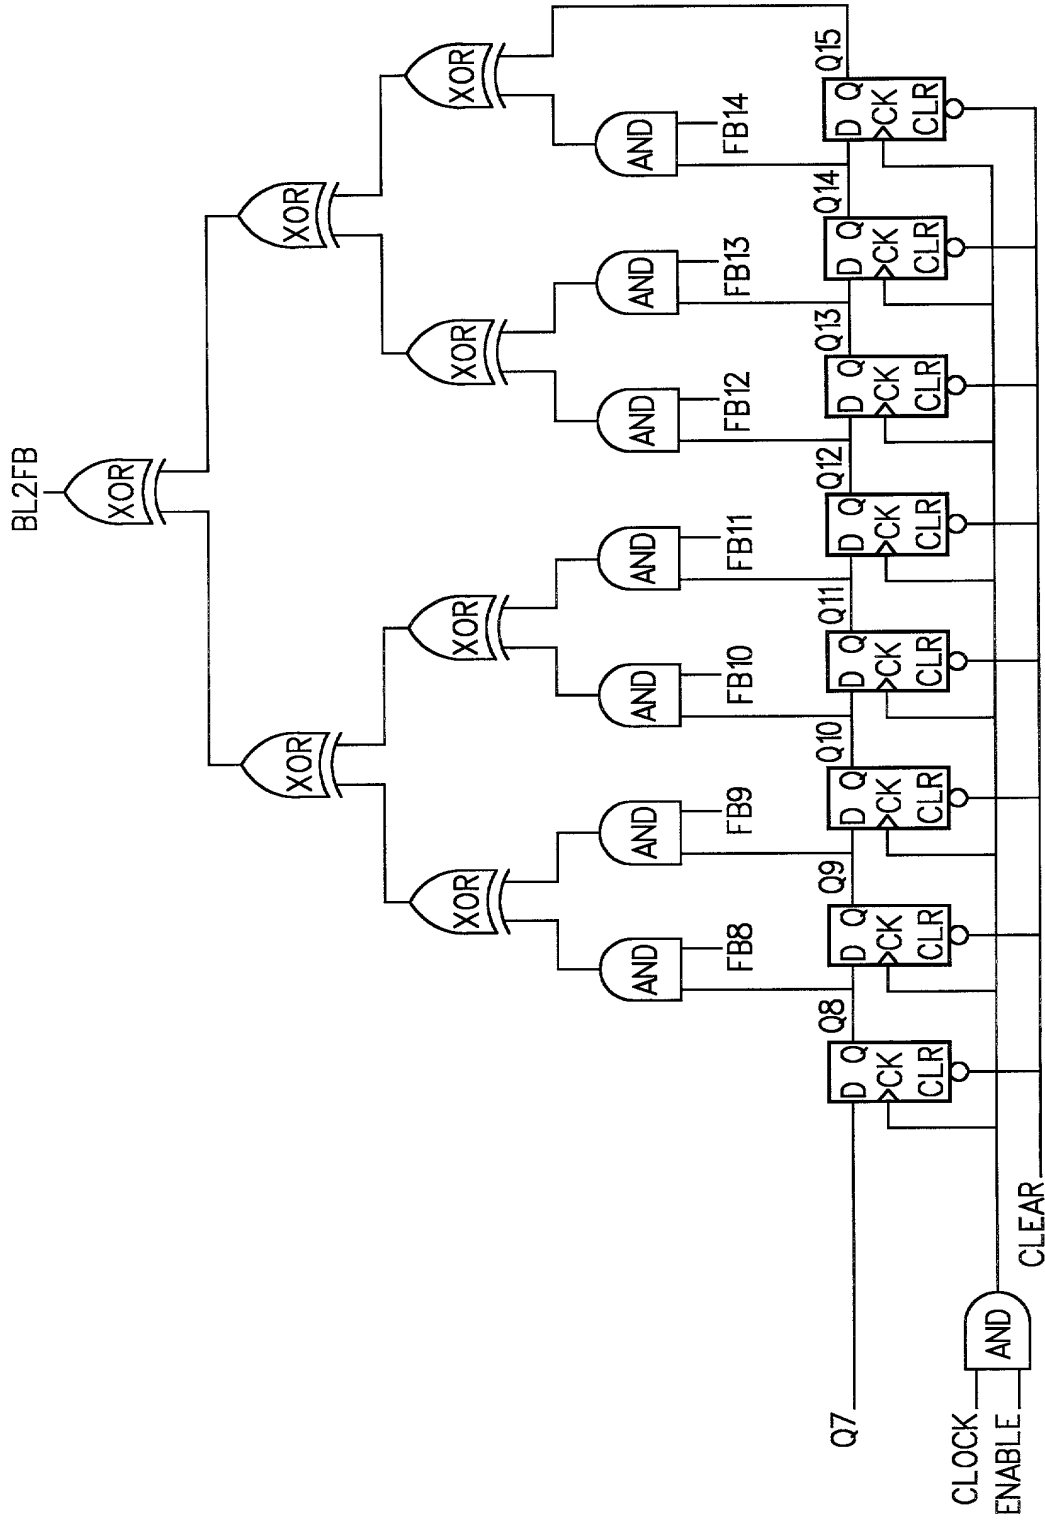 BL2FB
XOR
XOR
XOR
XOR
XOR
XOR
XOR
AND
AND
AND
AND
AND
AND
AND
FB8
FB9
FB10
FB11
FB12
FB13
FB14
Q7
Q8
Q9
Q10
Q11
Q12
Q13
Q14
Q15
D Q
CK
CLR
D Q
CK
CLR
D Q
CK
CLR
D Q
CK
CLR
D Q
CK
CLR
D Q
CK
CLR
D Q
CK
CLR
D Q
CK
CLR
CLOCK
ENABLE
AND
CLEAR